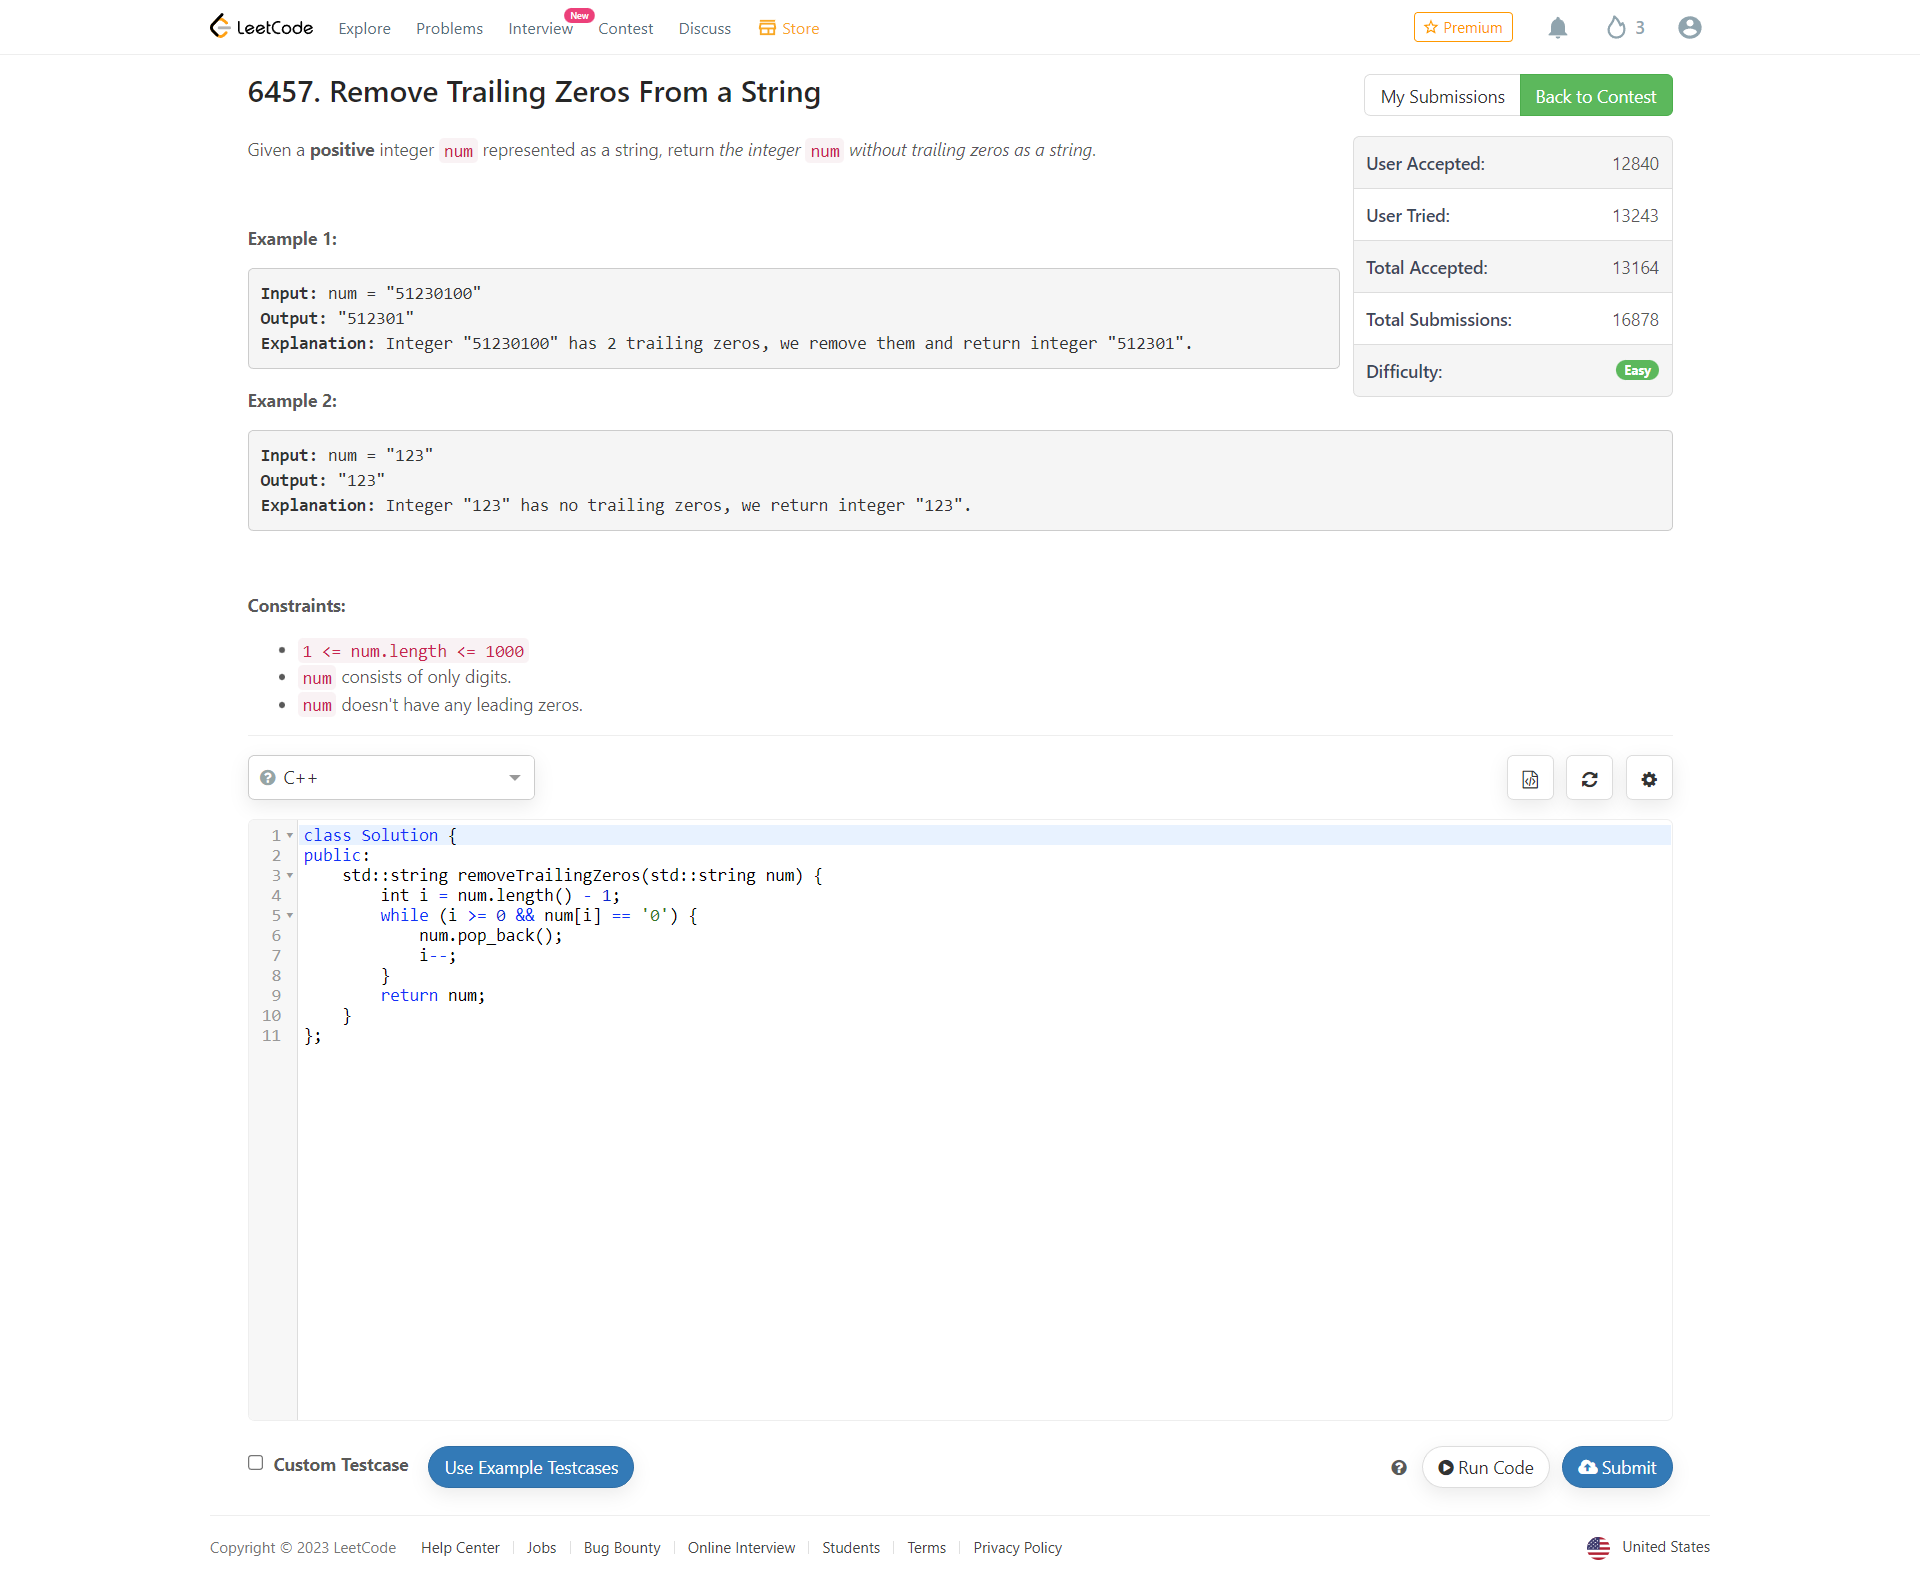 LeetCode Explore Problems Interview New Contest Discuss Store Premium 3
6457. Remove Trailing Zeros From a String
My Submissions Back to Contest
Given a positive integer num represented as a string, return the integer num without trailing zeros as a string.
User Accepted: 12840
User Tried: 13243
Total Accepted: 13164
Total Submissions: 16878
Difficulty: Easy
Example 1:
Input: num = "51230100"
Output: "512301"
Explanation: Integer "51230100" has 2 trailing zeros, we remove them and return integer "512301".
Example 2:
Input: num = "123"
Output: "123"
Explanation: Integer "123" has no trailing zeros, we return integer "123".
Constraints:
1 <= num.length <= 1000
num consists of only digits.
num doesn't have any leading zeros.
C++
1 class Solution {
2 public:
3     std::string removeTrailingZeros(std::string num) {
4         int i = num.length() - 1;
5         while (i >= 0 && num[i] == '0') {
6             num.pop_back();
7             i--;
8         }
9         return num;
10     }
11 };
Custom Testcase Use Example Testcases Run Code Submit
Copyright © 2023 LeetCode Help Center Jobs Bug Bounty Online Interview Students Terms Privacy Policy United States